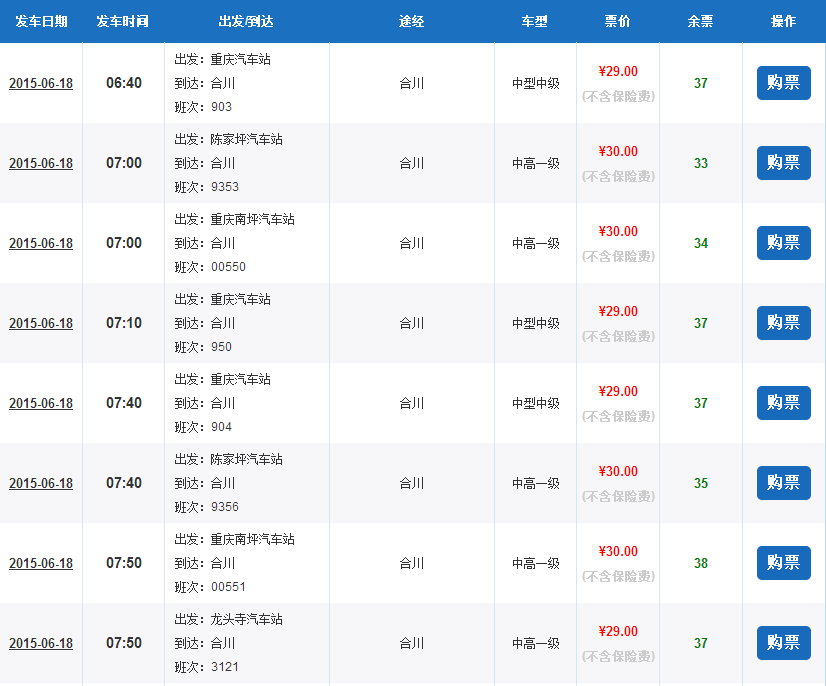 发车日期 发车时间 出发/到达 途经 车型 票价 余票 操作
出发：重庆汽车站
2015-06-18 06:40 到达：合川 合川 中型中级 ¥29.00 (不含保险费) 37 购票
班次：903
出发：陈家坪汽车站
2015-06-18 07:00 到达：合川 合川 中高一级 ¥30.00 (不含保险费) 33 购票
班次：9353
出发：重庆南坪汽车站
2015-06-18 07:00 到达：合川 合川 中高一级 ¥30.00 (不含保险费) 34 购票
班次：00550
出发：重庆汽车站
2015-06-18 07:10 到达：合川 合川 中型中级 ¥29.00 (不含保险费) 37 购票
班次：950
出发：重庆汽车站
2015-06-18 07:40 到达：合川 合川 中型中级 ¥29.00 (不含保险费) 37 购票
班次：904
出发：陈家坪汽车站
2015-06-18 07:40 到达：合川 合川 中高一级 ¥30.00 (不含保险费) 35 购票
班次：9356
出发：重庆南坪汽车站
2015-06-18 07:50 到达：合川 合川 中高一级 ¥30.00 (不含保险费) 38 购票
班次：00551
出发：龙头寺汽车站
2015-06-18 07:50 到达：合川 合川 中高一级 ¥29.00 (不含保险费) 37 购票
班次：3121